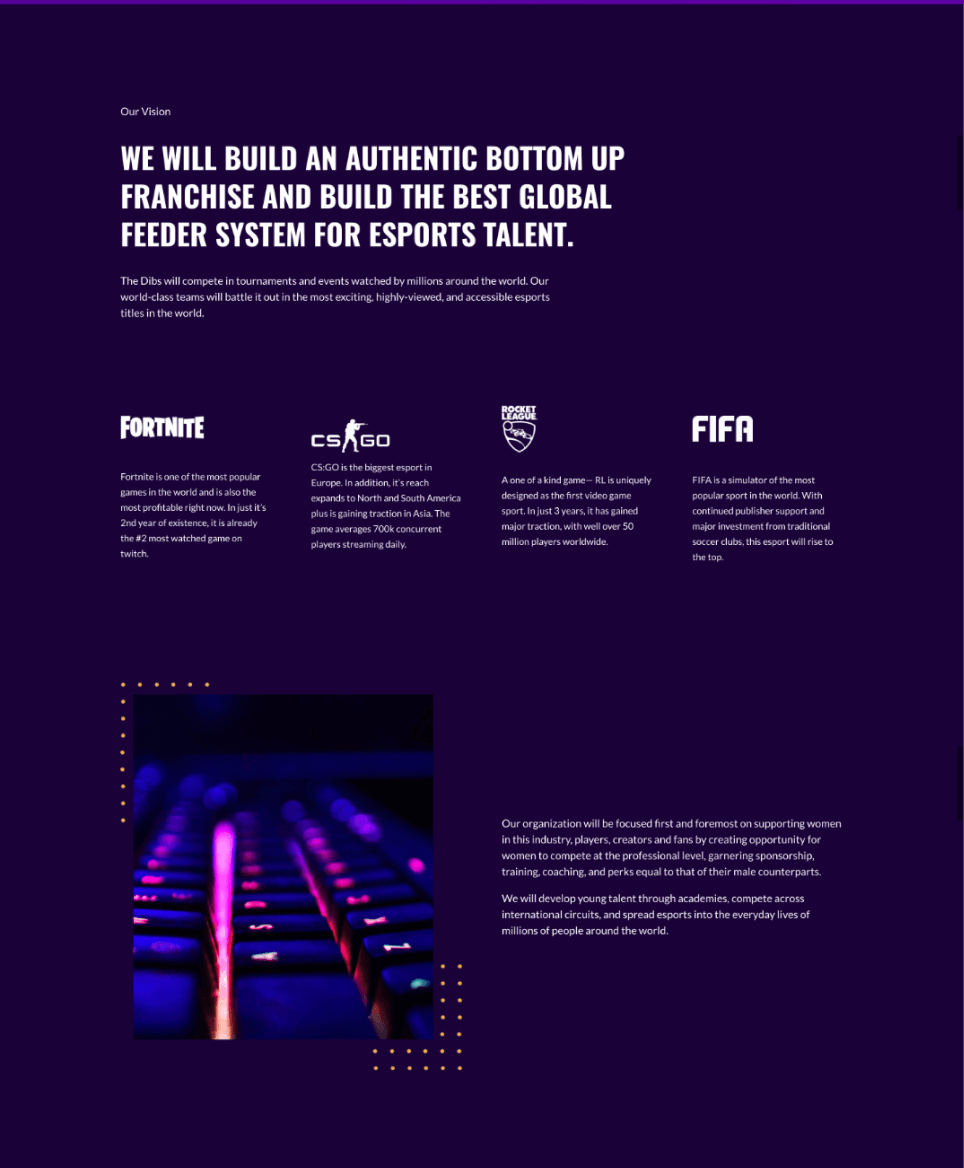 Our Vision
WE WILL BUILD AN AUTHENTIC BOTTOM UP
FRANCHISE AND BUILD THE BEST GLOBAL
FEEDER SYSTEM FOR ESPORTS TALENT.
The Dibs will compete in tournaments and events watched by millions around the world. Our
world-class teams will battle it out in the most exciting, highly-viewed, and accessible esports
titles in the world.
FORTNITE
Fortnite is one of the most popular
games in the world and is also the
most profitable right now. In just it's
2nd year of existence, it is already
the #2 most watched game on
twitch.
CS GO
CS:GO is the biggest esport in
Europe. In addition, it's reach
expands to North and South America
plus is gaining traction in Asia. The
game averages 700k concurrent
players streaming daily.
ROCKET
LEAGUE
A one of a kind game— RL is uniquely
designed as the first video game
sport. In just 3 years, it has gained
major traction, with well over 50
million players worldwide.
FIFA
FIFA is a simulator of the most
popular sport in the world. With
continued publisher support and
major investment from traditional
soccer clubs, this esport will rise to
the top.
Our organization will be focused first and foremost on supporting women
in this industry, players, creators and fans by creating opportunity for
women to compete at the professional level, garnering sponsorship,
training, coaching, and perks equal to that of their male counterparts.
We will develop young talent through academies, compete across
international circuits, and spread esports into the everyday lives of
millions of people around the world.